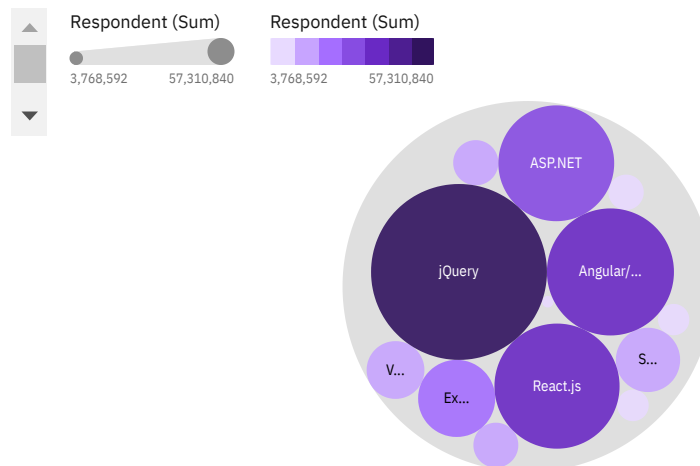 Respondent (Sum)
3,768,592 57,310,840
Respondent (Sum)
3,768,592 57,310,840
ASP.NET
jQuery
Angular/...
V...
Ex...
React.js
S...